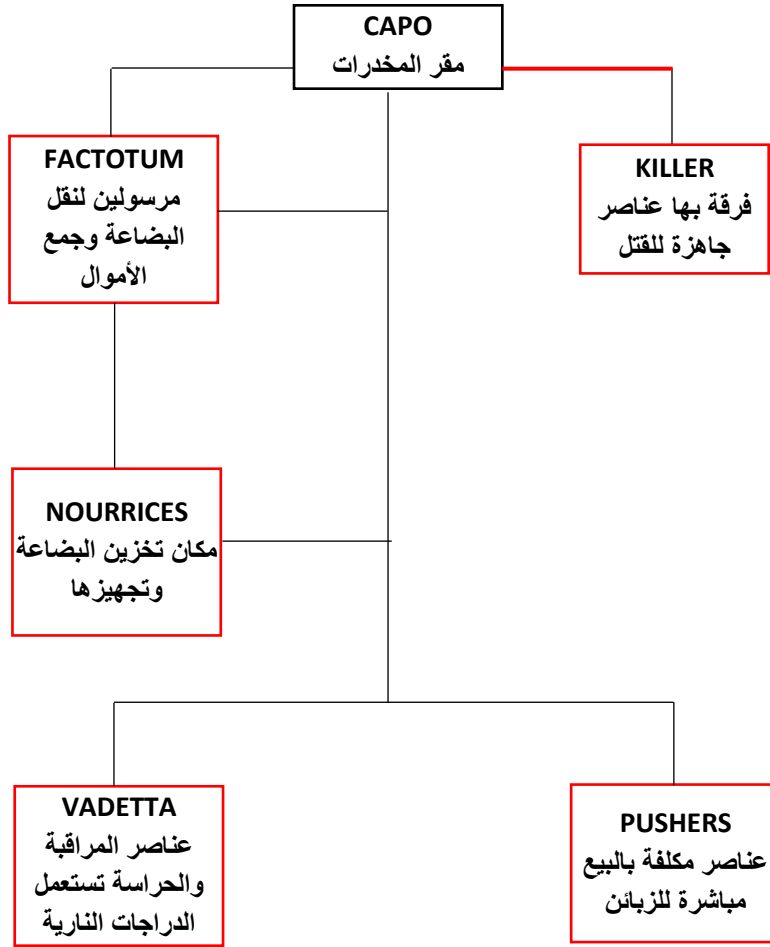 CAPO
مقر المخدرات
FACTOTUM
مرسولين لنقل
البضاعة وجمع
الأموال
KILLER
فرقة بها عناصر
جاهزة للقتل
NOURRICES
مكان تخزين البضاعة
وتجهيزها
VADETTA
عناصر المراقبة
والحراسة تستعمل
الدراجات النارية
PUSHERS
عناصر مكلفة بالبيع
مباشرة للزبائن